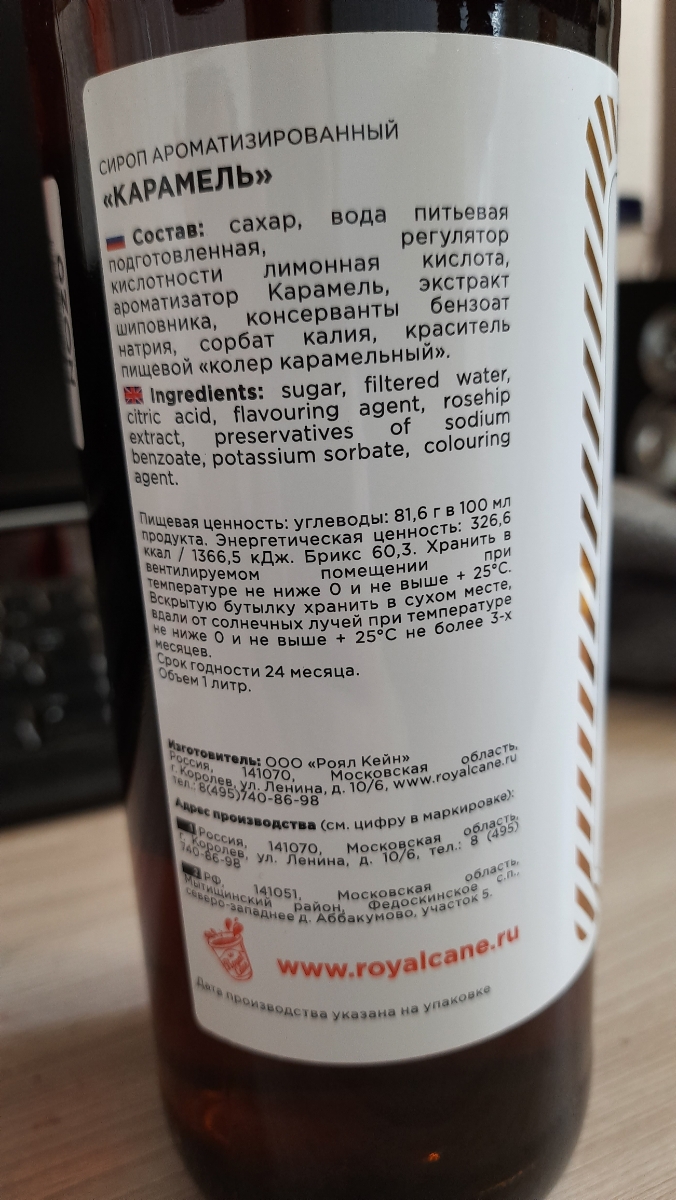 СИРОП АРОМАТИЗИРОВАННЫЙ
«КАРАМЕЛЬ»
Состав: сахар, вода питьевая
подготовленная, регулятор
кислотности лимонная кислота,
ароматизатор Карамель, экстракт
шиповника, консерванты бензоат
натрия, сорбат калия, краситель
пищевой «колер карамельный».
Ingredients: sugar, filtered water,
citric acid, flavouring agent, rosehip
extract, preservatives of sodium
benzoate, potassium sorbate, colouring
agent.
Пищевая ценность: углеводы: 81,6 г в 100 мл
продукта. Энергетическая ценность: 326,6
ккал / 1366,5 кДж. Брикс 60,3. Хранить в
вентилируемом помещении при
температуре не ниже 0 и не выше + 25°С.
Вскрытую бутылку хранить в сухом месте,
вдали от солнечных лучей при температуре
не ниже 0 и не выше + 25°С не более 3-х
месяцев.
Срок годности 24 месяца.
Объем 1 литр.
Изготовитель: ООО «Роял Кейн»
Россия, 141070, Московская область,
г. Королев, ул. Ленина, д. 10/6, www.royalcane.ru
тел.: 8(495)740-86-98
Адрес производства (см. цифру в маркировке):
1 Россия, 141070, Московская область,
г. Королев, ул. Ленина, д. 10/6, тел.: 8 (495)
740-86-98
РФ, 141051, Московская область,
Мытищинский район, Федоскинское с.п.,
северо-западнее д. Аббакумово, участок 5.
www.royalcane.ru
Дата производства указана на упаковке
OZON